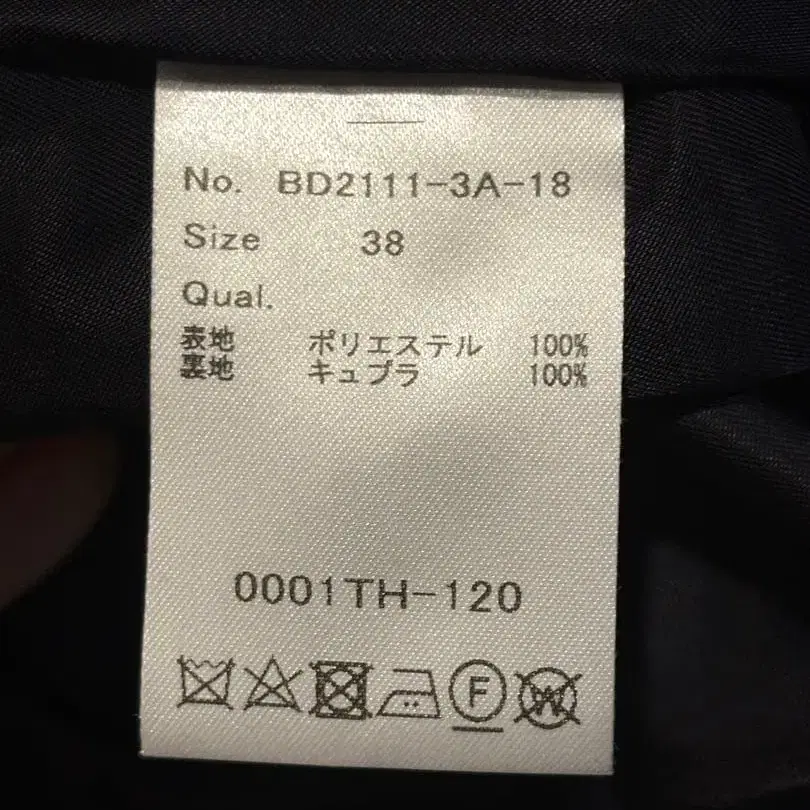 No. BD2111-3A-18
Size 38
Qual.
表地 ポリエステル 100%
裏地 キュプラ 100%
0001TH-120
F W